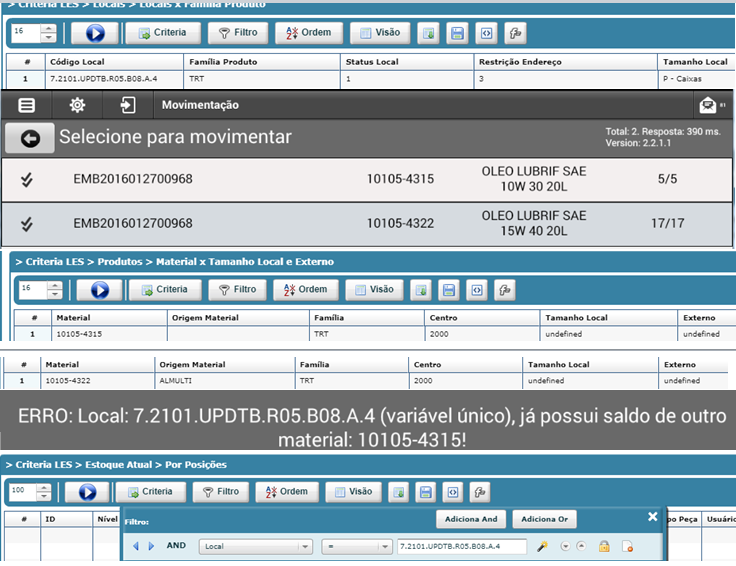 > Criteria LES > Locais > Locais x Família Produto
16 Criteria Filtro Ordem Visão
# Código Local Família Produto Status Local Restrição Endereço Tamanho Local
1 7.2101.UPDTB.R05.B08.A.4 TRT 1 3 P - Caixas
Movimentação 81
Selecione para movimentar Total: 2. Resposta: 390 ms.
Version: 2.2.1.1
EMB2016012700968 10105-4315 OLEO LUBRIF SAE
10W 30 20L 5/5
EMB2016012700968 10105-4322 OLEO LUBRIF SAE
15W 40 20L 17/17
> Criteria LES > Produtos > Material x Tamanho Local e Externo
16 Criteria Filtro Ordem Visão
# Material Origem Material Família Centro Tamanho Local Externo
1 10105-4315 TRT 2000 undefined undefined
# Material Origem Material Família Centro Tamanho Local Externo
1 10105-4322 ALMULTI TRT 2000 undefined undefined
ERRO: Local: 7.2101.UPDTB.R05.B08.A.4 (variável único), já possui saldo de outro
material: 10105-4315!
> Criteria LES > Estoque Atual > Por Posições
100 Criteria Filtro Ordem Visão
# ID Nível po Peça Usuário
Filtro: Adiciona And Adiciona Or
AND Local = 7.2101.UPDTB.R05.B08.A.4